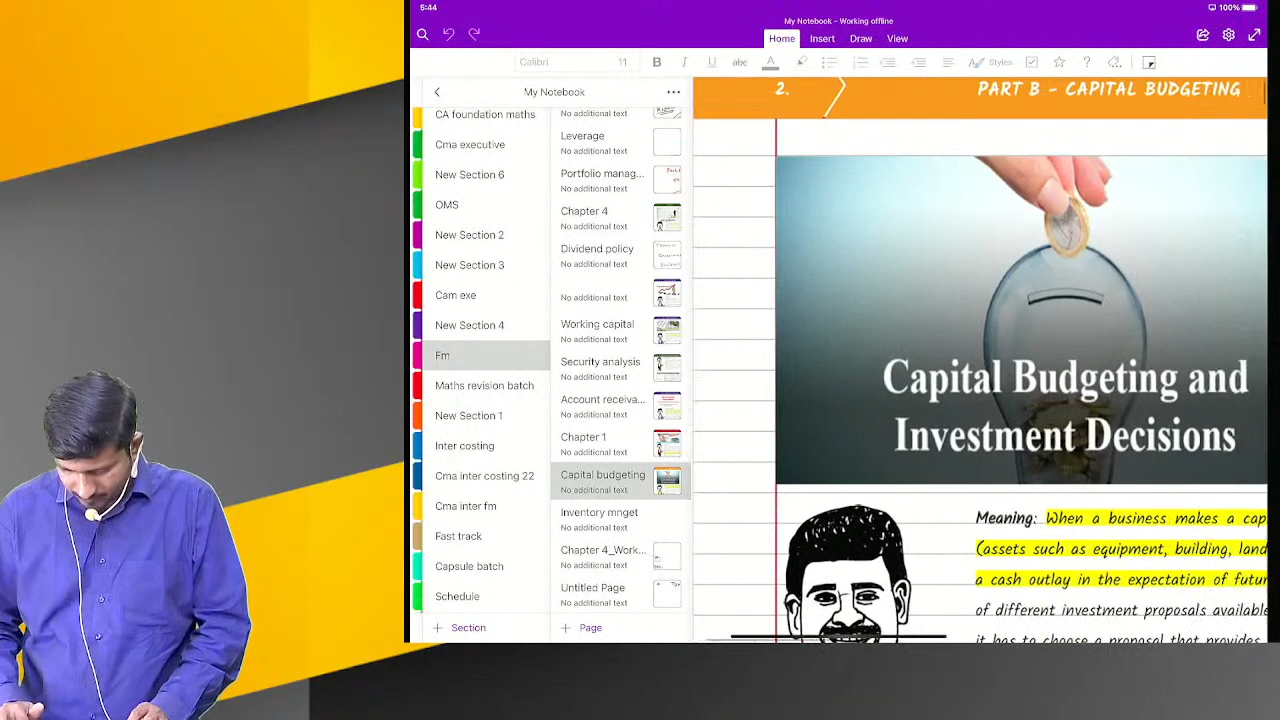 5:44
100%
My Notebook - Working offline
Home
Insert
Draw
View
Calibri
11
B
I
U
abc
A
Styles
My Notebook
CA foundation maths
Cma executive
New Section 6
OMS
New Section 2
New Section 3
Cam exe
New Section 4
Fm
Maths revision batch
New Section 1
Inter costing
Cma inter costing 22
Cma inter fm
Fast track
Capsule batch
Schedule
Section
No additional text
Leverage
No additional text
Portfolio manag...
No additional text
Chapter 4
No additional text
Dividend policy
No additional text
No additional text
Working capital
No additional text
Security analysis
No additional text
Account receiva...
No additional text
Chapter 1
No additional text
Capital budgeting
No additional text
Inventory mnget
No additional text
Chapter 4_Work...
No additional text
Untitled Page
No additional text
Page
2.
PART B – CAPITAL BUDGETING
Capital Budgeting and
Investment Decisions
Meaning: When a business makes a cap
(assets such as equipment, building, land
a cash outlay in the expectation of futur
of different investment proposals available
it has to choose a proposal that provides